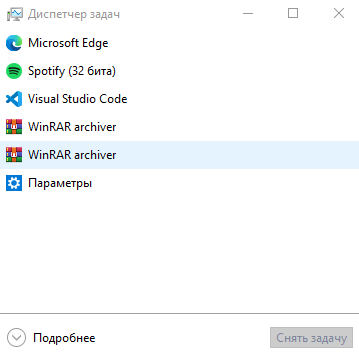 Диспетчер задач
Microsoft Edge
Spotify (32 бита)
Visual Studio Code
WinRAR archiver
WinRAR archiver
Параметры
Подробнее
Снять задачу